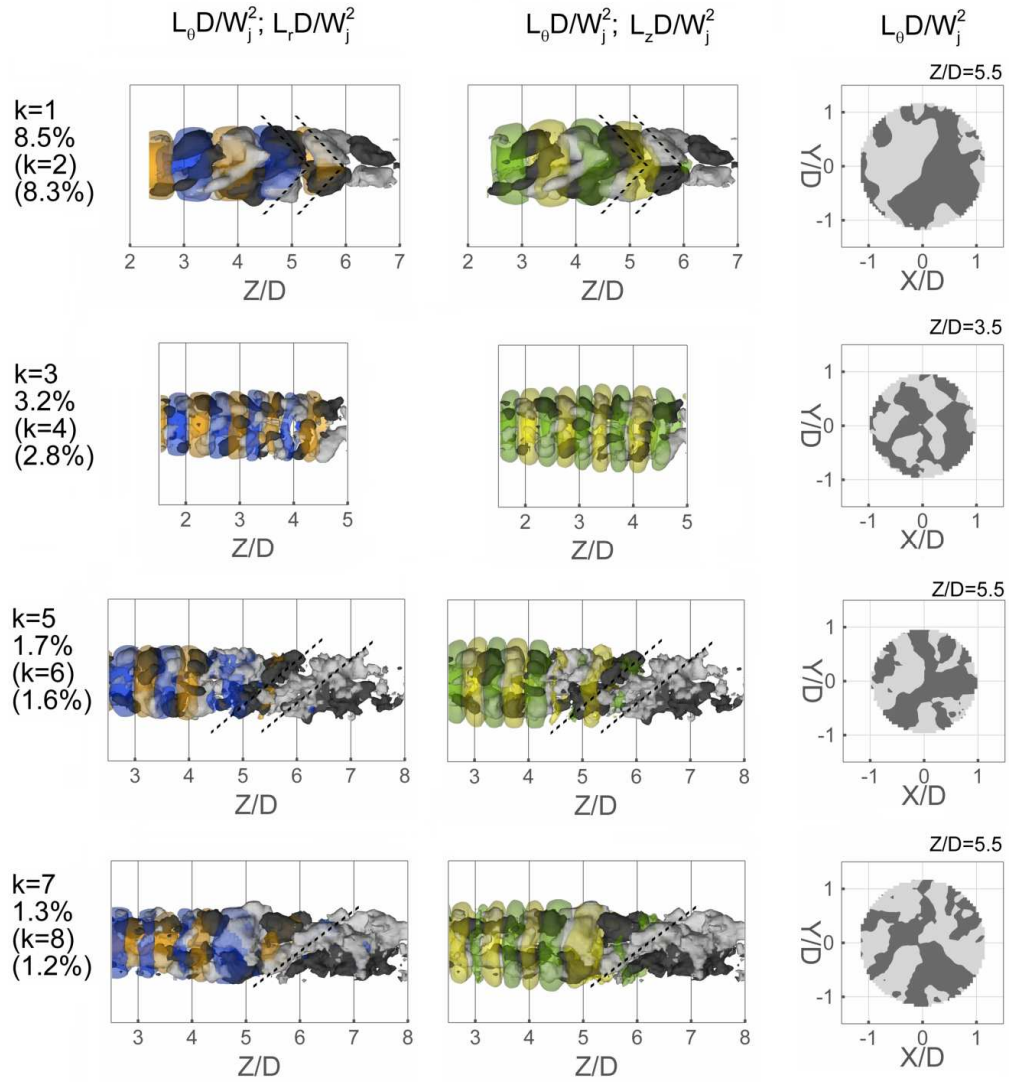 LθD/Wj²; LrD/Wj²
LθD/Wj²; LzD/Wj²
LθD/Wj²
k=1
8.5%
(k=2)
(8.3%)
2 3 4 5 6 7
Z/D
2 3 4 5 6 7
Z/D
Z/D=5.5
1
0
-1
Y/D
-1 0 1
X/D
k=3
3.2%
(k=4)
(2.8%)
2 3 4 5
Z/D
2 3 4 5
Z/D
Z/D=3.5
1
0
-1
Y/D
-1 0 1
X/D
k=5
1.7%
(k=6)
(1.6%)
3 4 5 6 7 8
Z/D
3 4 5 6 7 8
Z/D
Z/D=5.5
1
0
-1
Y/D
-1 0 1
X/D
k=7
1.3%
(k=8)
(1.2%)
3 4 5 6 7 8
Z/D
3 4 5 6 7 8
Z/D
Z/D=5.5
1
0
-1
Y/D
-1 0 1
X/D